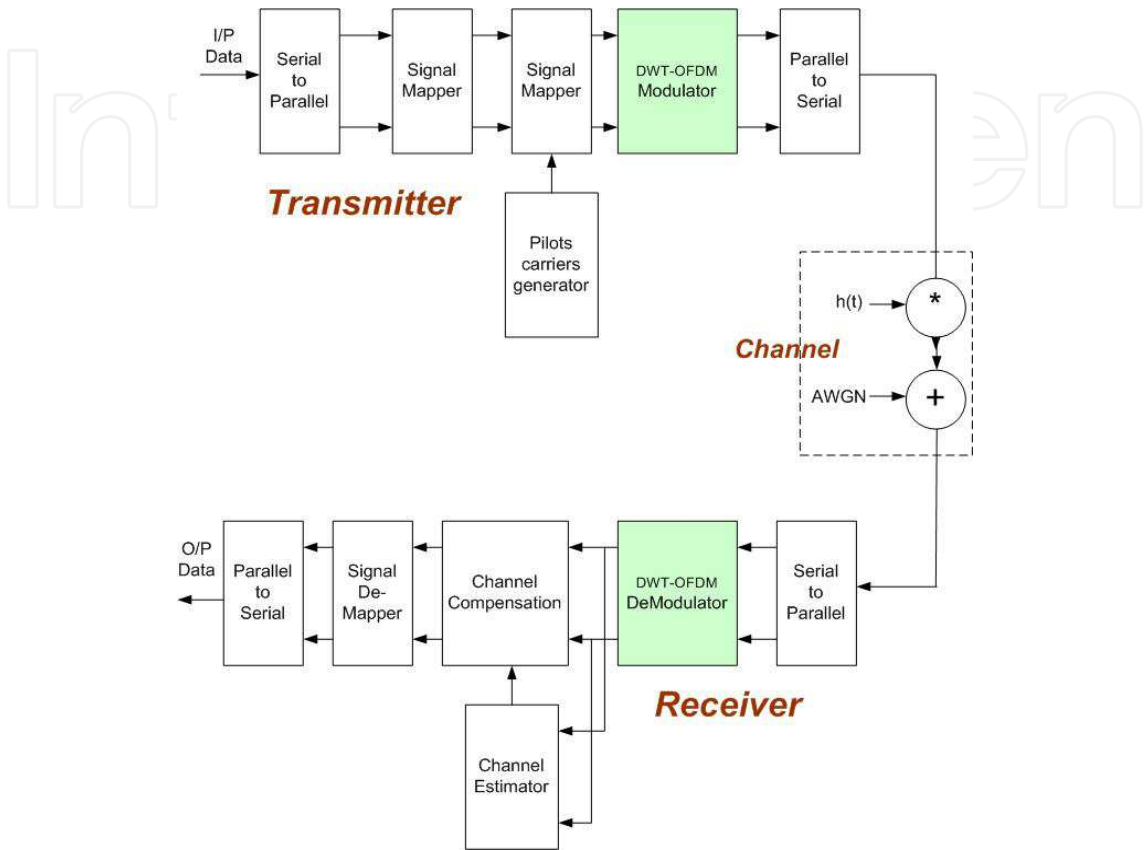 I/P
Data
Serial
to
Parallel
Signal
Mapper
Signal
Mapper
DWT-OFDM
Modulator
Parallel
to
Serial
Transmitter
Pilots
carriers
generator
h(t)
*
Channel
AWGN
+
O/P
Data
Parallel
to
Serial
Signal
De-
Mapper
Channel
Compensation
DWT-OFDM
DeModulator
Serial
to
Parallel
Receiver
Channel
Estimator